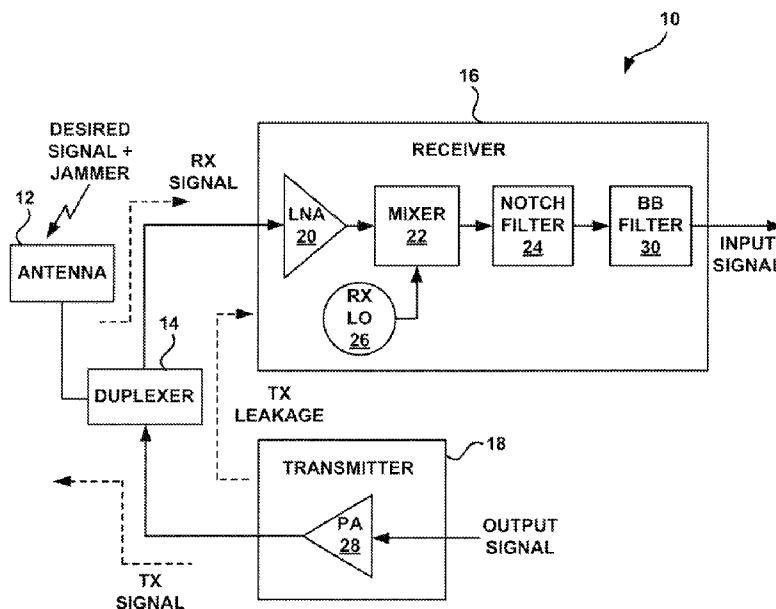 10
16
DESIRED
SIGNAL +
JAMMER
RX
SIGNAL
RECEIVER
12
ANTENNA
LNA
20
MIXER
22
NOTCH
FILTER
24
BB
FILTER
30
INPUT
SIGNAL
RX
LO
26
14
DUPLEXER
TX
LEAKAGE
18
TRANSMITTER
PA
28
OUTPUT
SIGNAL
TX
SIGNAL